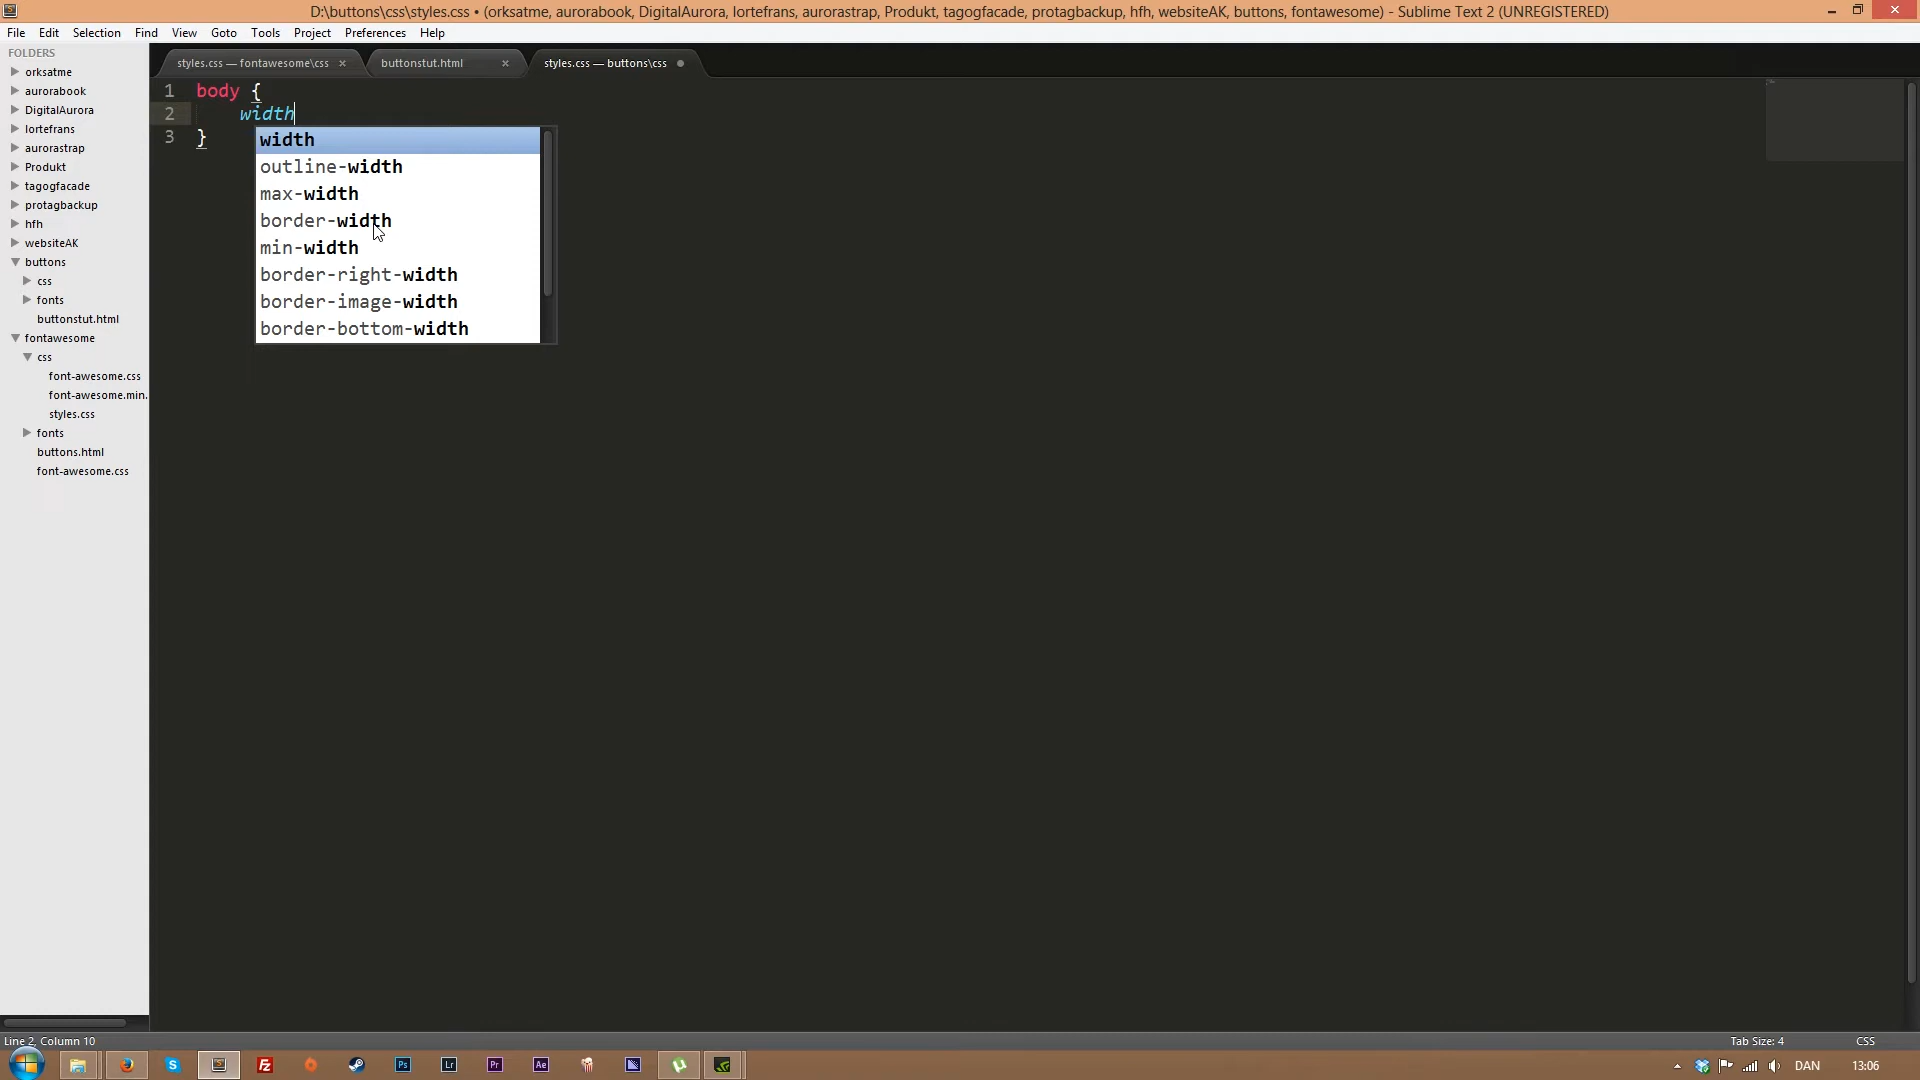 D:\buttons\css\styles.css • (orksatme, aurorabook, DigitalAurora, lortefrans, aurorastrap, Produkt, tagogfacade, protagbackup, hfh, websiteAK, buttons, fontawesome) - Sublime Text 2 (UNREGISTERED)
File Edit Selection Find View Goto Tools Project Preferences Help
FOLDERS
orksatme
aurorabook
DigitalAurora
lortefrans
aurorastrap
Produkt
tagogfacade
protagbackup
hfh
websiteAK
buttons
css
fonts
buttonstut.html
fontawesome
css
font-awesome.css
font-awesome.min.
styles.css
fonts
buttons.html
font-awesome.css
styles.css — fontawesome\css × buttonstut.html × styles.css — buttons\css
1 body {
2 width
3 }
width
outline-width
max-width
border-width
min-width
border-right-width
border-image-width
border-bottom-width
Line 2, Column 10 Tab Size: 4 CSS
S S Fz Ps Lr Pr Ae DAN 13:06